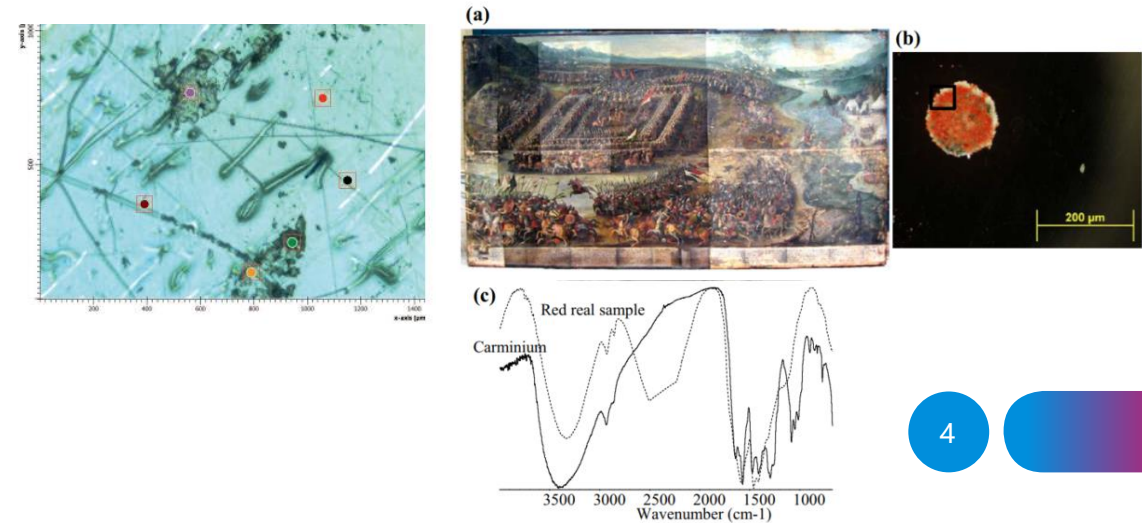 y-axis [
1000
500
200
400
600
800
1000
1200
1400
x-axis [µm
(a)
(b)
200 µm
(c)
Red real sample
Carminium
3500 3000 2500 2000 1500 1000
Wavenumber (cm-1)
4